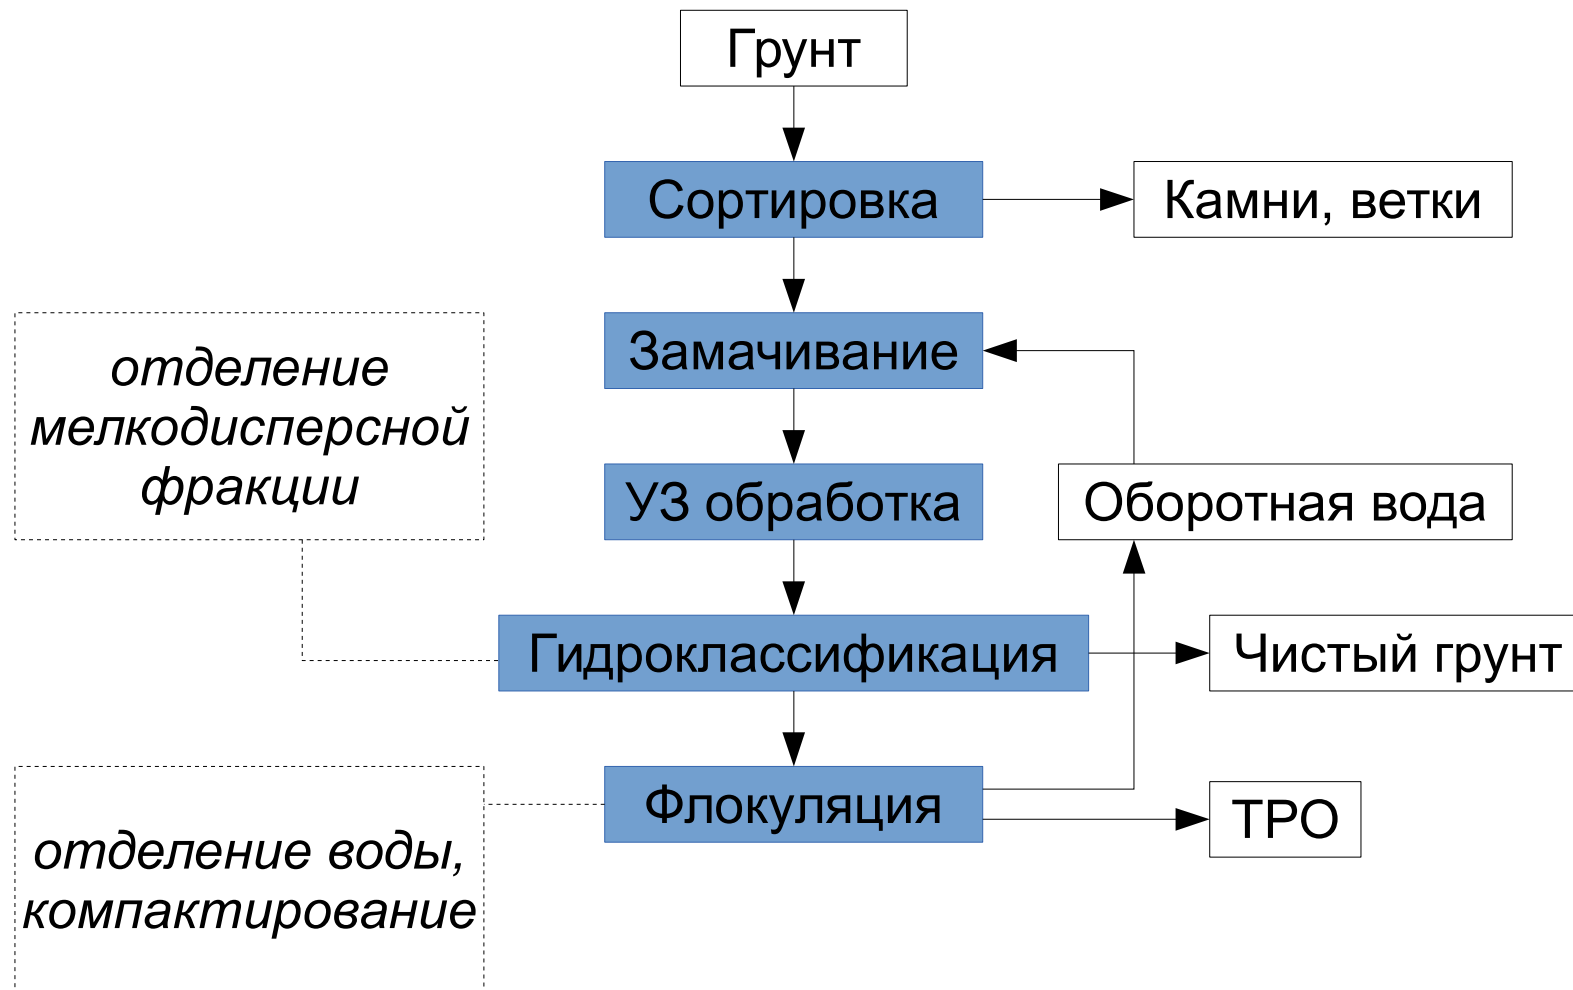 Грунт
Сортировка
Камни, ветки
Замачивание
отделение
мелкодисперсной
фракции
УЗ обработка
Оборотная вода
Гидроклассификация
Чистый грунт
Флокуляция
ТРО
отделение воды,
компактирование